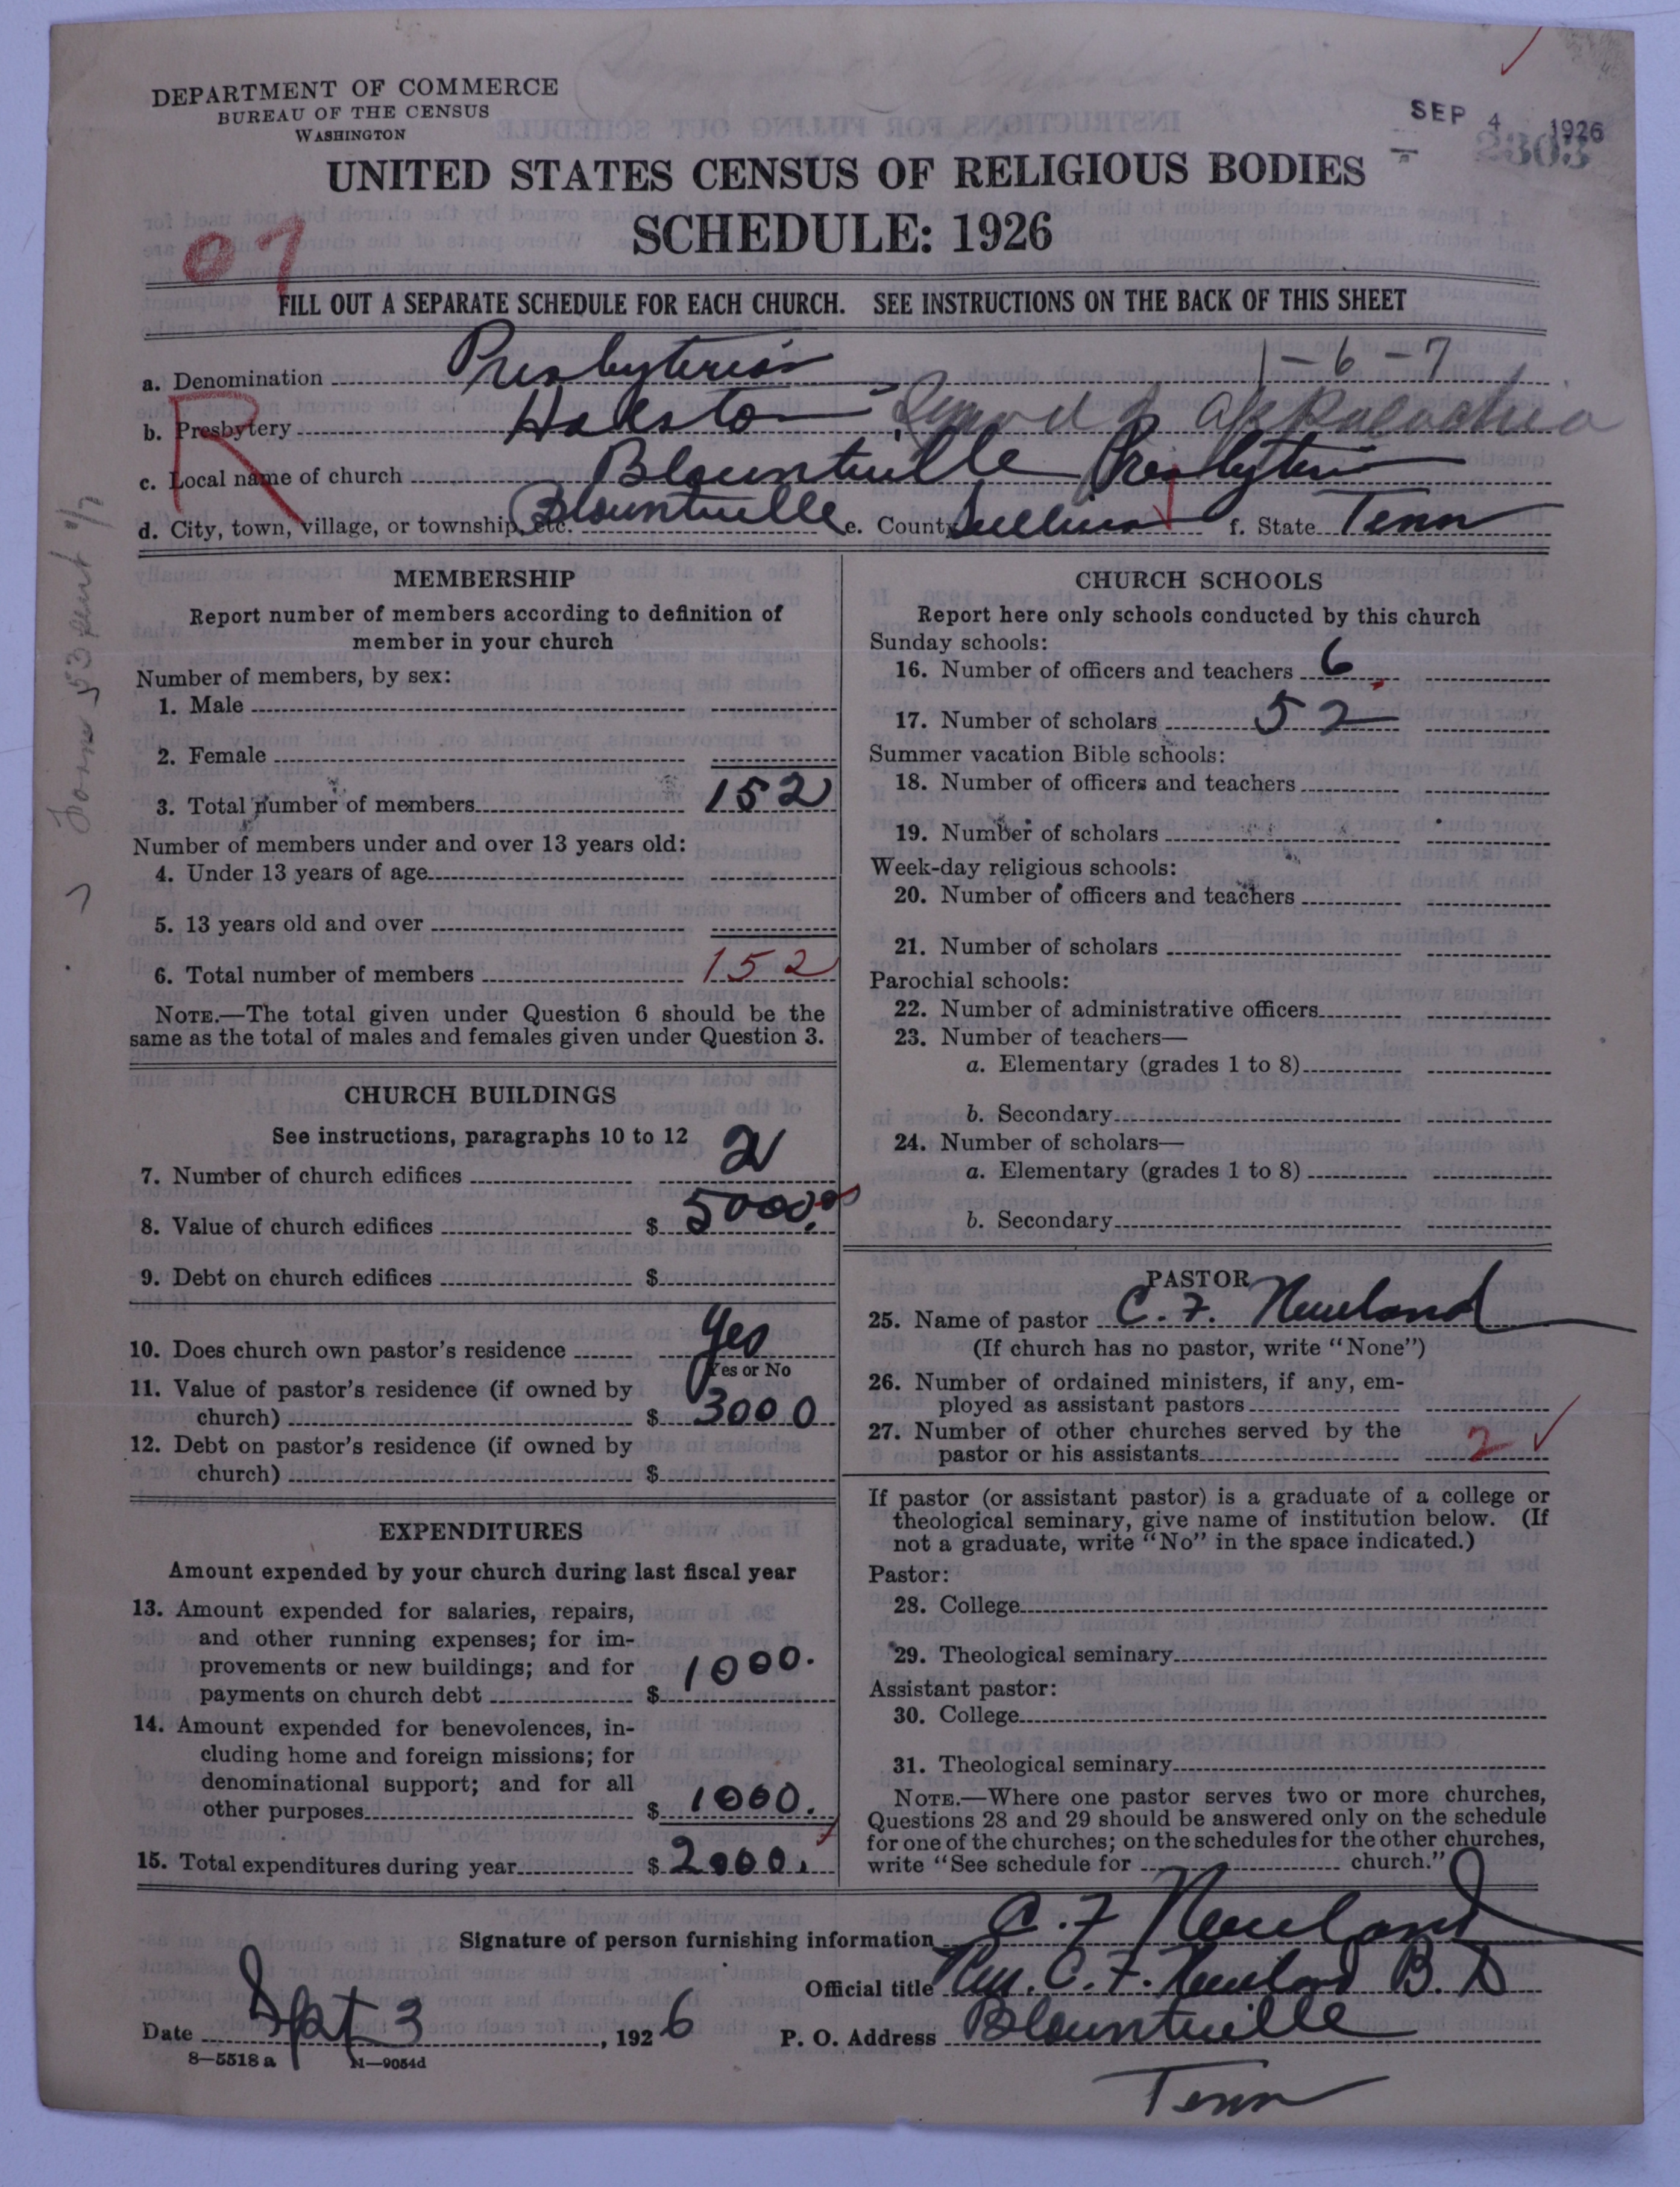 DEPARTMENT OF COMMERCE
BUREAU OF THE CENSUS
WASHINGTON
SEP 4 1926
2303
UNITED STATES CENSUS OF RELIGIOUS BODIES
SCHEDULE: 1926
07
FILL OUT A SEPARATE SCHEDULE FOR EACH CHURCH. SEE INSTRUCTIONS ON THE BACK OF THIS SHEET
1-6-7
a. Denomination Presbyterian
R
b. Presbytery Holston Synod of Appalachia
c. Local name of church Blountville Presbyterian
d. City, town, village, or township, etc. Blountville e. County Sullivan f. State Tenn
MEMBERSHIP
Report number of members according to definition of
member in your church
Number of members, by sex:
1. Male
2. Female
3. Total number of members 152
Number of members under and over 13 years old:
4. Under 13 years of age
5. 13 years old and over
6. Total number of members 152
NOTE.—The total given under Question 6 should be the
same as the total of males and females given under Question 3.
CHURCH BUILDINGS
See instructions, paragraphs 10 to 12
7. Number of church edifices 2
8. Value of church edifices $ 5000.00
9. Debt on church edifices $
10. Does church own pastor's residence Yes
Yes or No
11. Value of pastor's residence (if owned by
church) $ 3000
12. Debt on pastor's residence (if owned by
church) $
EXPENDITURES
Amount expended by your church during last fiscal year
13. Amount expended for salaries, repairs,
and other running expenses; for im-
provements or new buildings; and for
payments on church debt $ 1000.
14. Amount expended for benevolences, in-
cluding home and foreign missions; for
denominational support; and for all
other purposes $ 1000.
15. Total expenditures during year $ 2000.
CHURCH SCHOOLS
Report here only schools conducted by this church
Sunday schools:
16. Number of officers and teachers 6
17. Number of scholars 52
Summer vacation Bible schools:
18. Number of officers and teachers
19. Number of scholars
Week-day religious schools:
20. Number of officers and teachers
21. Number of scholars
Parochial schools:
22. Number of administrative officers
23. Number of teachers—
a. Elementary (grades 1 to 8)
b. Secondary
24. Number of scholars—
a. Elementary (grades 1 to 8)
b. Secondary
PASTOR
25. Name of pastor C. F. Newland
(If church has no pastor, write "None")
26. Number of ordained ministers, if any, em-
ployed as assistant pastors
27. Number of other churches served by the
pastor or his assistants 2
If pastor (or assistant pastor) is a graduate of a college or
theological seminary, give name of institution below. (If
not a graduate, write "No" in the space indicated.)
Pastor:
28. College
29. Theological seminary
Assistant pastor:
30. College
31. Theological seminary
NOTE.—Where one pastor serves two or more churches,
Questions 28 and 29 should be answered only on the schedule
for one of the churches; on the schedules for the other churches,
write "See schedule for church."
Signature of person furnishing information C. F. Newland
Official title Rev. C. F. Newland B. D
Date Sept 3, 1926
P. O. Address Blountville
Tenn
8-5518 a 11-9054d